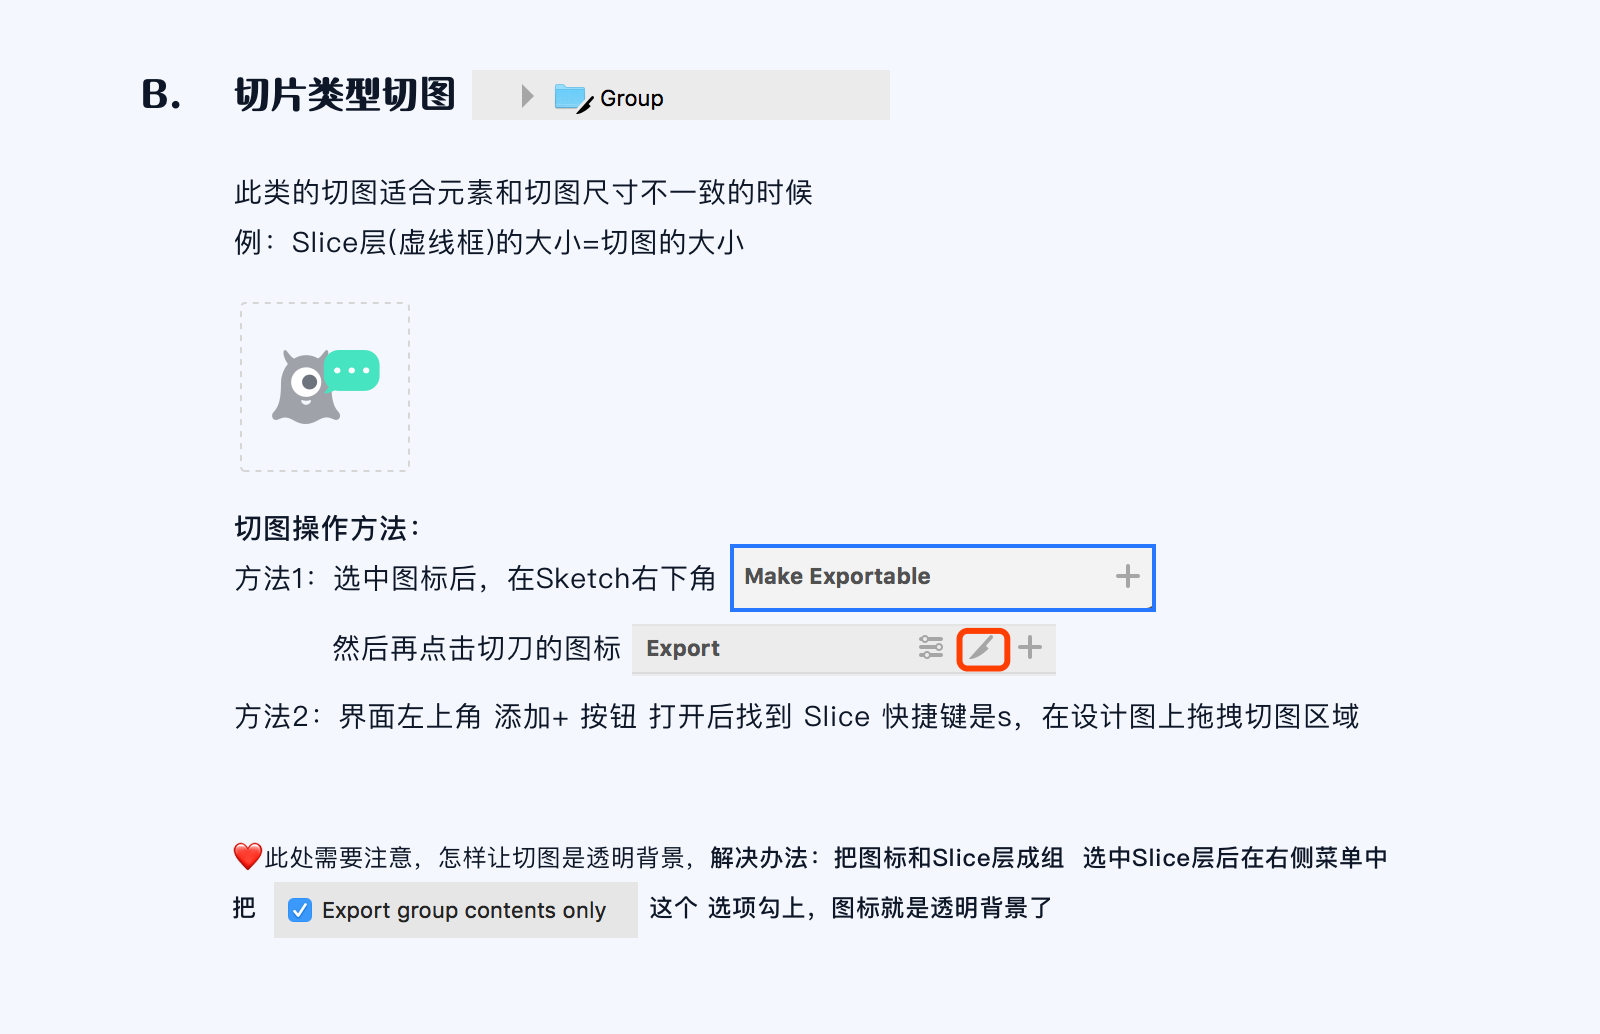 B. 切片类型切图 Group
此类的切图适合元素和切图尺寸不一致的时候
例：Slice层(虚线框)的大小=切图的大小
切图操作方法：
方法1：选中图标后，在Sketch右下角 Make Exportable +
然后再点击切刀的图标 Export +
方法2：界面左上角 添加+ 按钮 打开后找到 Slice 快捷键是s，在设计图上拖拽切图区域
❤️此处需要注意，怎样让切图是透明背景，解决办法：把图标和Slice层成组 选中Slice层后在右侧菜单中
把 Export group contents only 这个 选项勾上，图标就是透明背景了